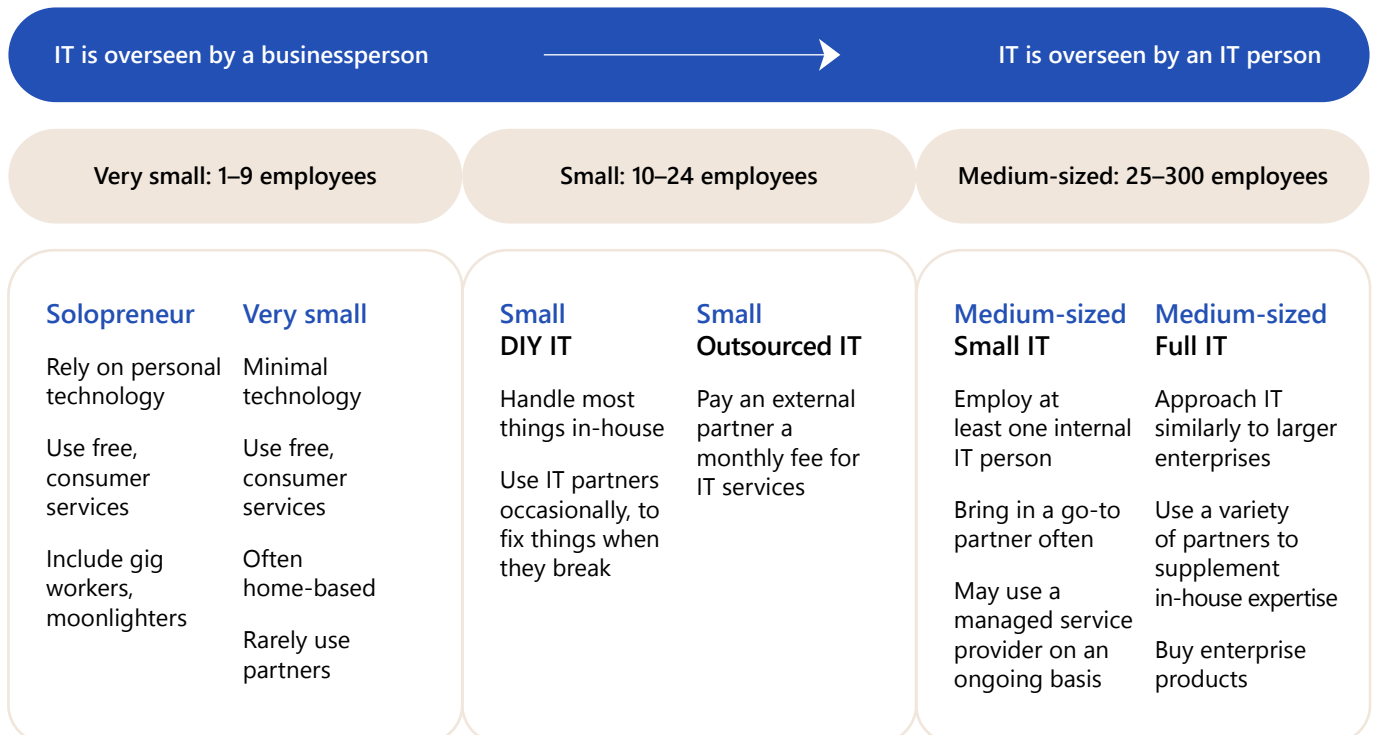 IT is overseen by a businessperson
IT is overseen by an IT person
Very small: 1–9 employees
Small: 10–24 employees
Medium-sized: 25–300 employees
Solopreneur
Rely on personal
technology
Use free,
consumer
services
Include gig
workers,
moonlighters
Very small
Minimal
technology
Use free,
consumer
services
Often
home-based
Rarely use
partners
Small
DIY IT
Handle most
things in-house
Use IT partners
occasionally, to
fix things when
they break
Small
Outsourced IT
Pay an external
partner a
monthly fee for
IT services
Medium-sized
Small IT
Employ at
least one internal
IT person
Bring in a go-to
partner often
May use a
managed service
provider on an
ongoing basis
Medium-sized
Full IT
Approach IT
similarly to larger
enterprises
Use a variety
of partners to
supplement
in-house expertise
Buy enterprise
products